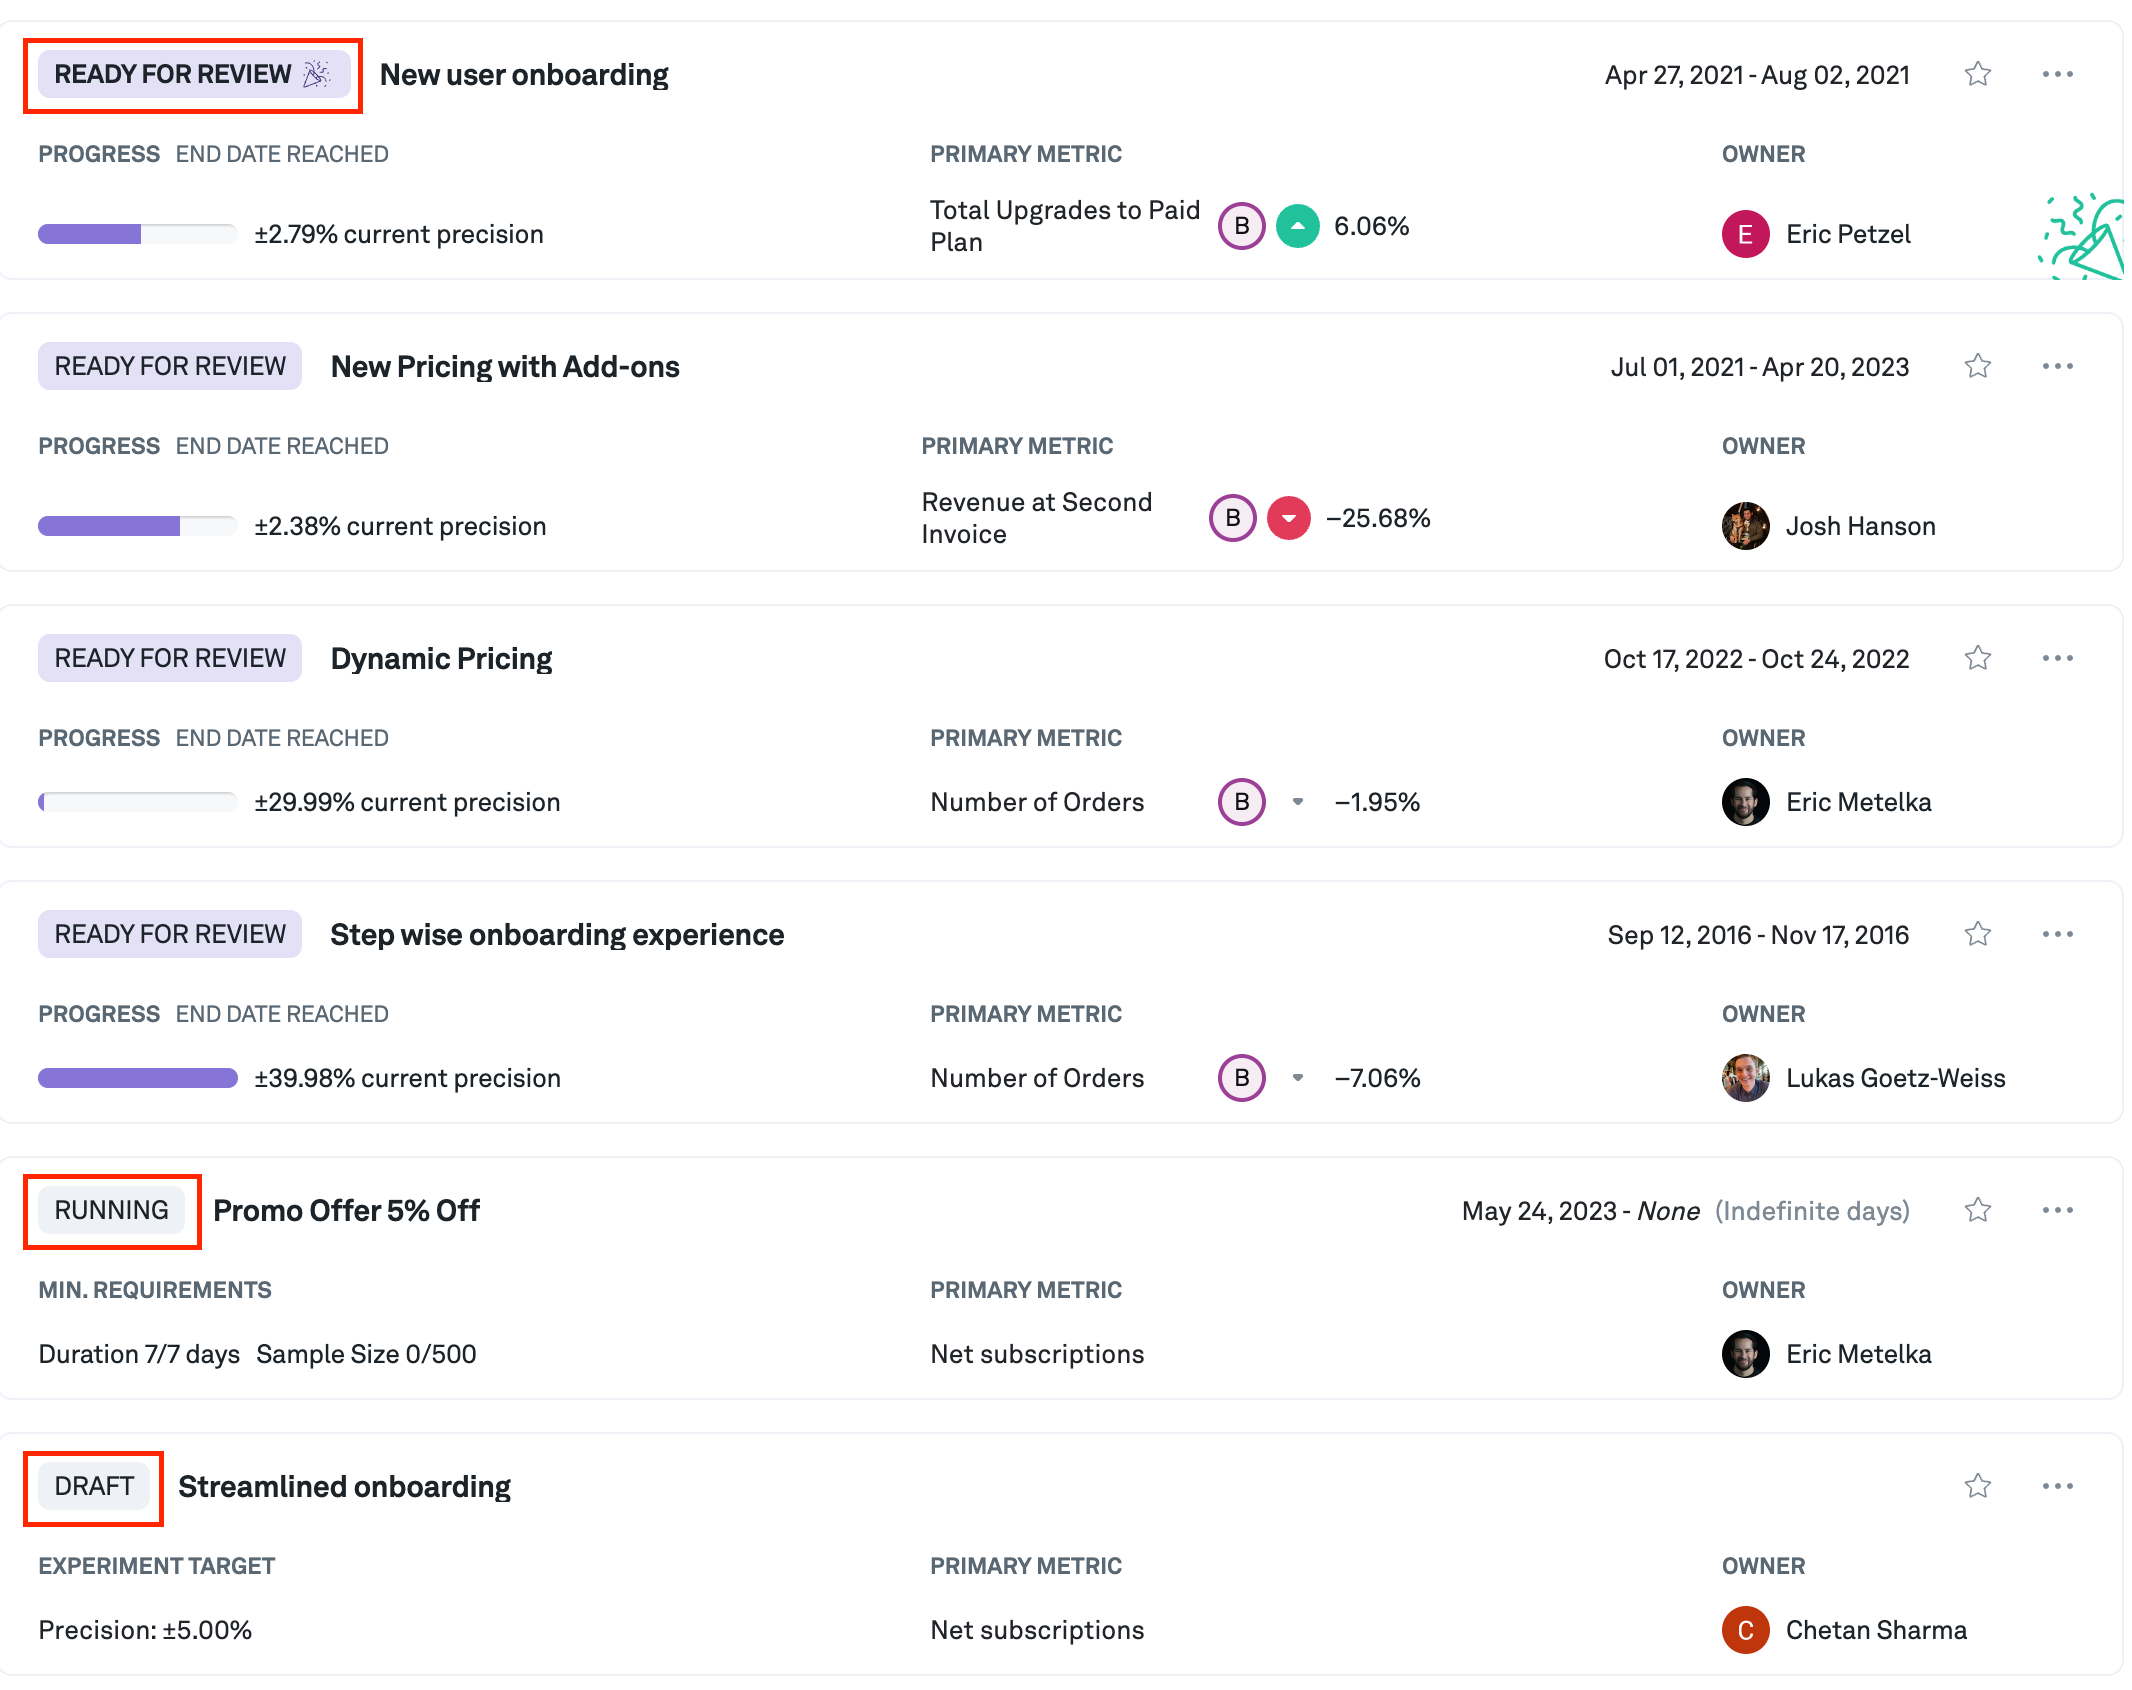 READY FOR REVIEW New user onboarding Apr 27, 2021 - Aug 02, 2021
PROGRESS END DATE REACHED PRIMARY METRIC OWNER
±2.79% current precision Total Upgrades to Paid Plan B 6.06% E Eric Petzel
READY FOR REVIEW New Pricing with Add-ons Jul 01, 2021 - Apr 20, 2023
PROGRESS END DATE REACHED PRIMARY METRIC OWNER
±2.38% current precision Revenue at Second Invoice B –25.68% Josh Hanson
READY FOR REVIEW Dynamic Pricing Oct 17, 2022 - Oct 24, 2022
PROGRESS END DATE REACHED PRIMARY METRIC OWNER
±29.99% current precision Number of Orders B –1.95% Eric Metelka
READY FOR REVIEW Step wise onboarding experience Sep 12, 2016 - Nov 17, 2016
PROGRESS END DATE REACHED PRIMARY METRIC OWNER
±39.98% current precision Number of Orders B –7.06% Lukas Goetz-Weiss
RUNNING Promo Offer 5% Off May 24, 2023 - None (Indefinite days)
MIN. REQUIREMENTS PRIMARY METRIC OWNER
Duration 7/7 days Sample Size 0/500 Net subscriptions Eric Metelka
DRAFT Streamlined onboarding
EXPERIMENT TARGET PRIMARY METRIC OWNER
Precision: ±5.00% Net subscriptions C Chetan Sharma